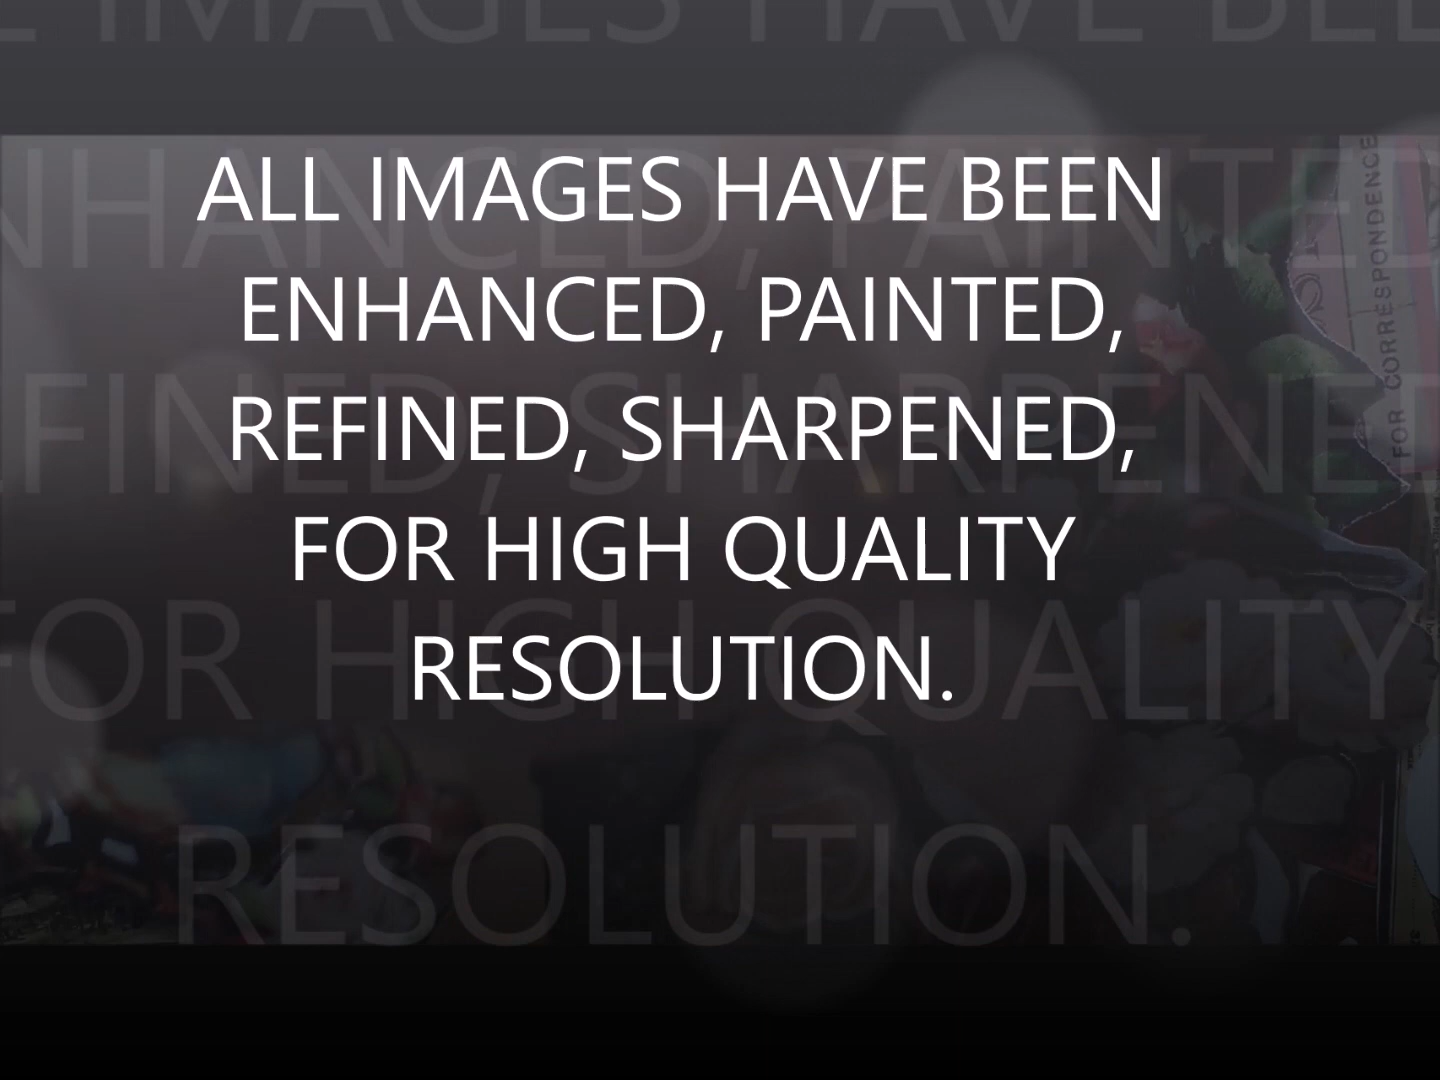 ALL IMAGES HAVE BEEN
ENHANCED, PAINTED,
REFINED, SHARPENED,
FOR HIGH QUALITY
RESOLUTION.
FOR CORRESPONDENCE